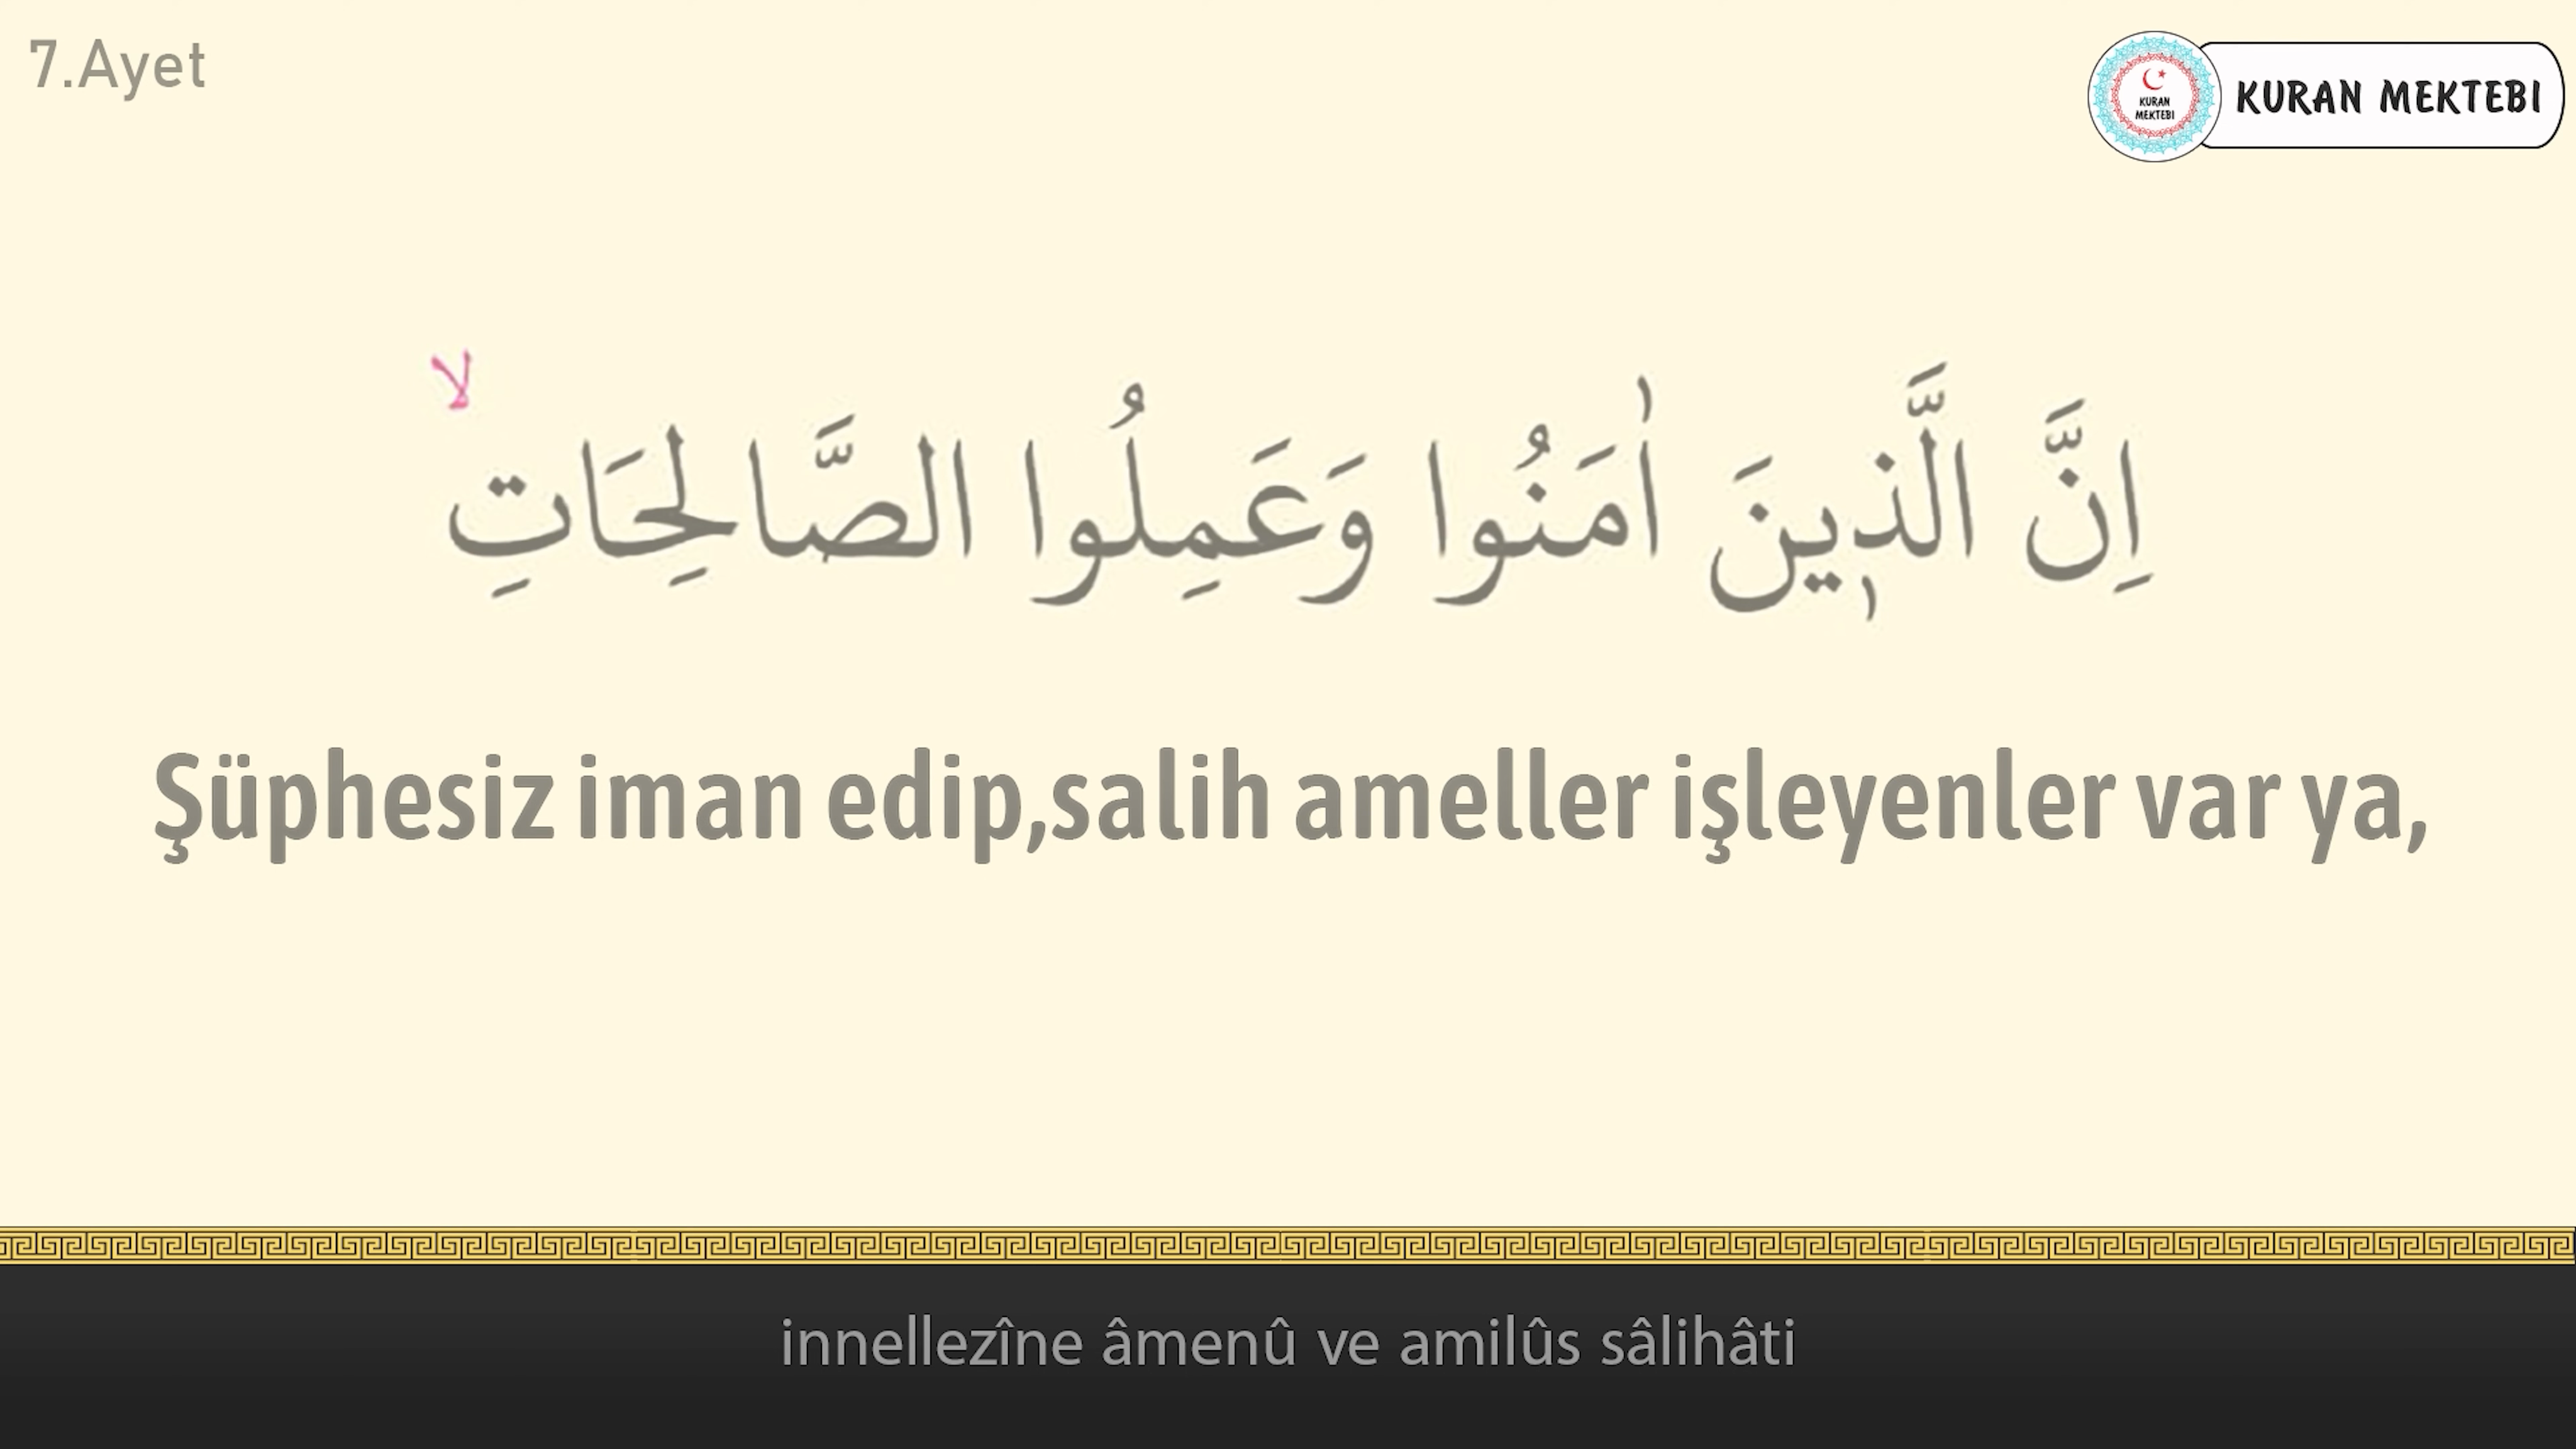 7.Ayet
KURAN
MEKTEBI
KURAN MEKTEBI
لا
اِنَّ الَّذ۪ينَ اٰمَنُوا وَعَمِلُوا الصَّالِحَاتِ
Şüphesiz iman edip,salih ameller işleyenler var ya,
innellezîne âmenû ve amilûs sâlihâti